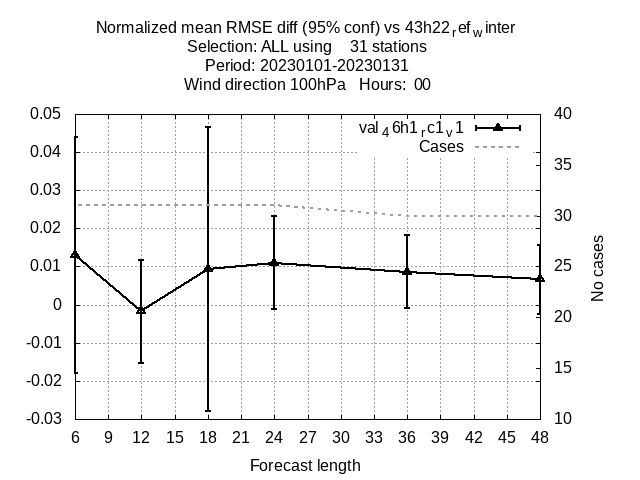 Normalized mean RMSE diff (95% conf) vs 43h22refwinter
Selection: ALL using 31 stations
Period: 20230101-20230131
Wind direction 100hPa Hours: 00
0.05
0.04
0.03
0.02
0.01
0
-0.01
-0.02
-0.03
40
35
30
25
20
15
10
val46h1rc1v1
Cases
No cases
6 9 12 15 18 21 24 27 30 33 36 39 42 45 48
Forecast length